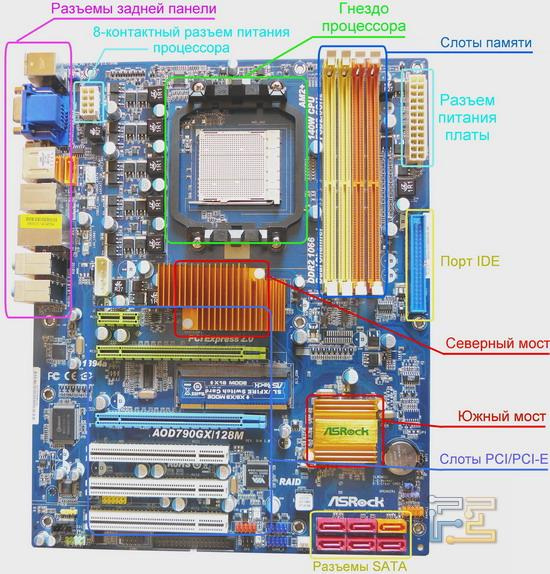 Разъемы задней панели
Гнездо
процессора
8-контактный разъем питания
процессора
Слоты памяти
AM2+
140W CPU
Разъем
питания
платы
DDR2 1066
Порт IDE
PCI Express 2.0
Северный мост
Южный мост
ASRock
AOD790GX/128M
Слоты PCI/PCI-E
RAID
ASRock
Разъемы SATA